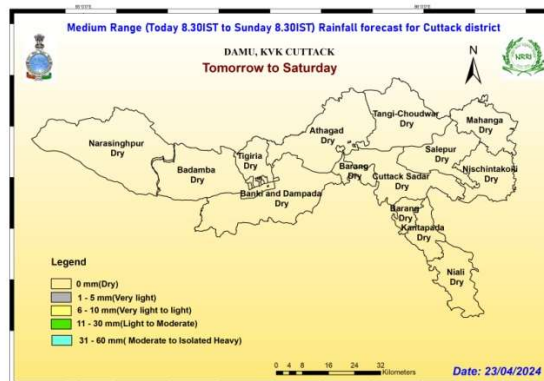 Medium Range (Today 8.30IST to Sunday 8.30IST) Rainfall forecast for Cuttack district
DAMU, KVK CUTTACK
Tomorrow to Saturday
N
NRRI
Narasinghpur
Dry
Badamba
Dry
Tigiria
Dry
Banki and Dampada
Dry
Athagad
Dry
Tangi-Choudwar
Dry
Mahanga
Dry
Salepur
Dry
Nischintakoili
Dry
Barang
Dry
Cuttack Sadar
Dry
Barang
Dry
Kantapada
Dry
Niali
Dry
Legend
0 mm(Dry)
1 - 5 mm(Very light)
6 - 10 mm(Very light to light)
11 - 30 mm(Light to Moderate)
31 - 60 mm( Moderate to Isolated Heavy)
0 4 8 16 24 32
Kilometers
Date: 23/04/2024